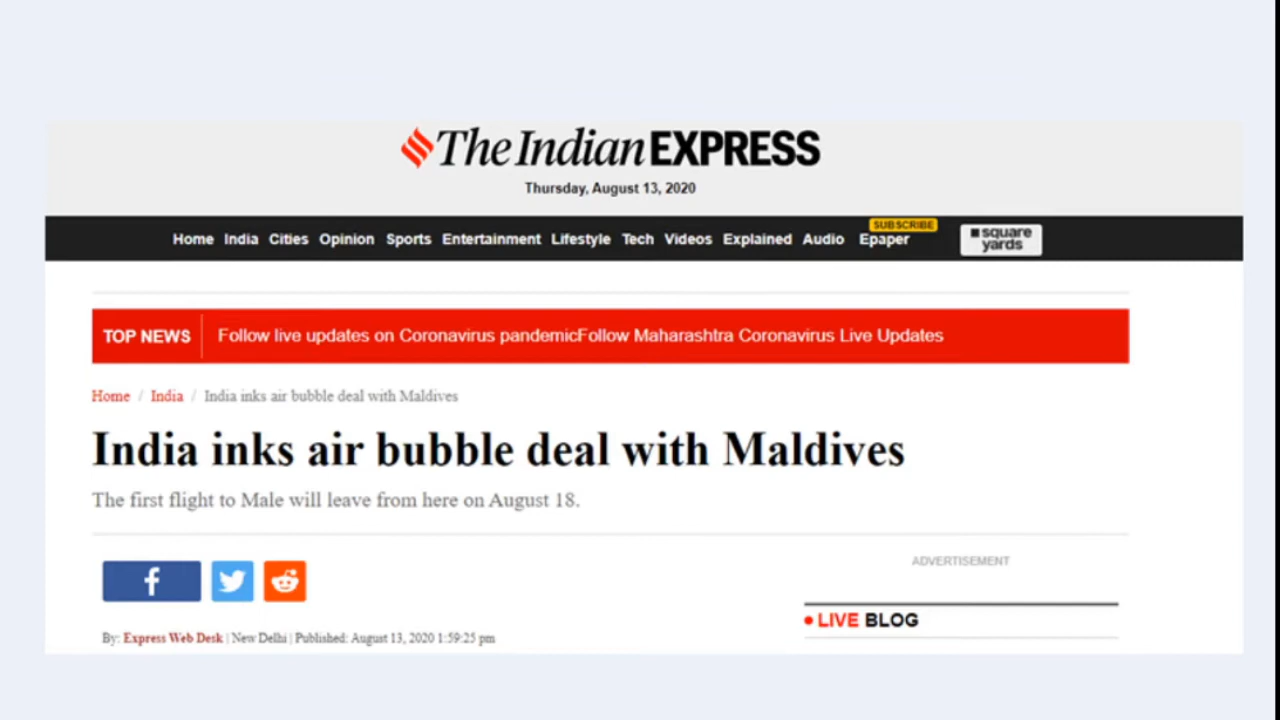 The Indian EXPRESS
Thursday, August 13, 2020
SUBSCRIBE
Home India Cities Opinion Sports Entertainment Lifestyle Tech Videos Explained Audio Epaper
square
yards
TOP NEWS Follow live updates on Coronavirus pandemicFollow Maharashtra Coronavirus Live Updates
Home / India / India inks air bubble deal with Maldives
India inks air bubble deal with Maldives
The first flight to Male will leave from here on August 18.
ADVERTISEMENT
LIVE BLOG
By: Express Web Desk | New Delhi | Published: August 13, 2020 1:59:25 pm